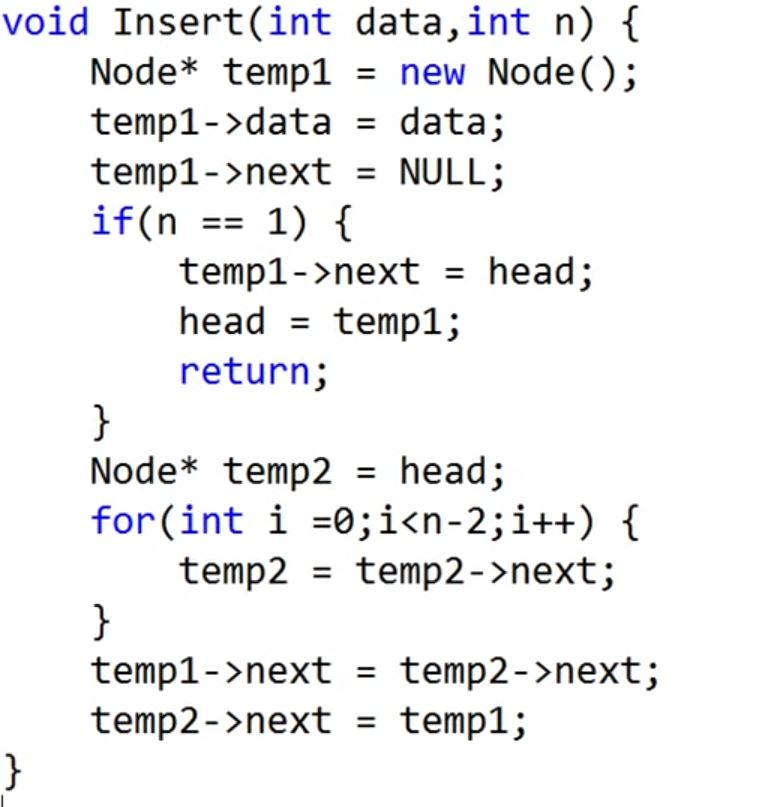 void Insert(int data,int n) {
    Node* temp1 = new Node();
    temp1->data = data;
    temp1->next = NULL;
    if(n == 1) {
        temp1->next = head;
        head = temp1;
        return;
    }
    Node* temp2 = head;
    for(int i =0;i<n-2;i++) {
        temp2 = temp2->next;
    }
    temp1->next = temp2->next;
    temp2->next = temp1;
}